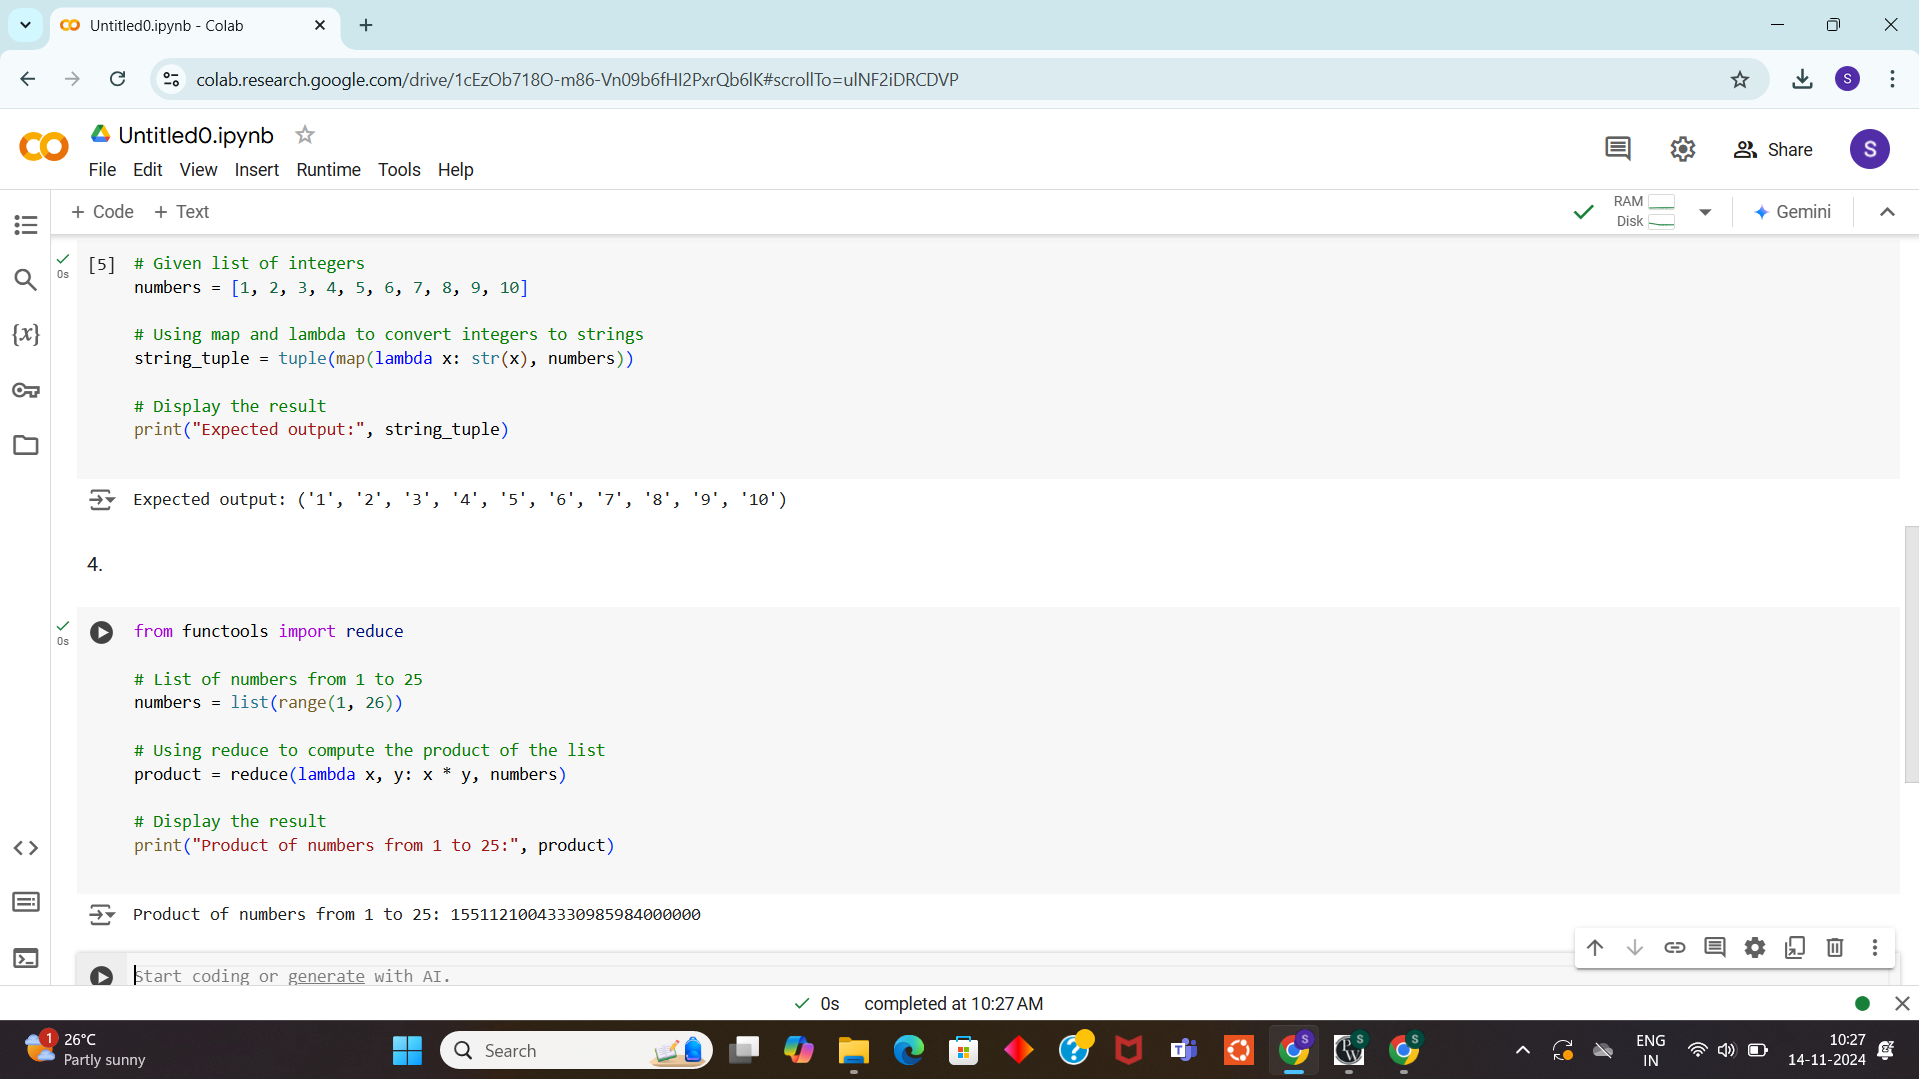 Untitled0.ipynb - Colab
colab.research.google.com/drive/1cEzOb718O-m86-Vn09b6fHI2PxrQb6lK#scrollTo=ulNF2iDRCDVP
S
Untitled0.ipynb
File Edit View Insert Runtime Tools Help
Share
S
+ Code + Text
RAM
Disk
Gemini
0s
[5] # Given list of integers
numbers = [1, 2, 3, 4, 5, 6, 7, 8, 9, 10]
# Using map and lambda to convert integers to strings
string_tuple = tuple(map(lambda x: str(x), numbers))
# Display the result
print("Expected output:", string_tuple)
Expected output: ('1', '2', '3', '4', '5', '6', '7', '8', '9', '10')
4.
0s
from functools import reduce
# List of numbers from 1 to 25
numbers = list(range(1, 26))
# Using reduce to compute the product of the list
product = reduce(lambda x, y: x * y, numbers)
# Display the result
print("Product of numbers from 1 to 25:", product)
Product of numbers from 1 to 25: 15511210043330985984000000
Start coding or generate with AI.
0s completed at 10:27 AM
1
26°C
Partly sunny
Search
ENG
IN
10:27
14-11-2024